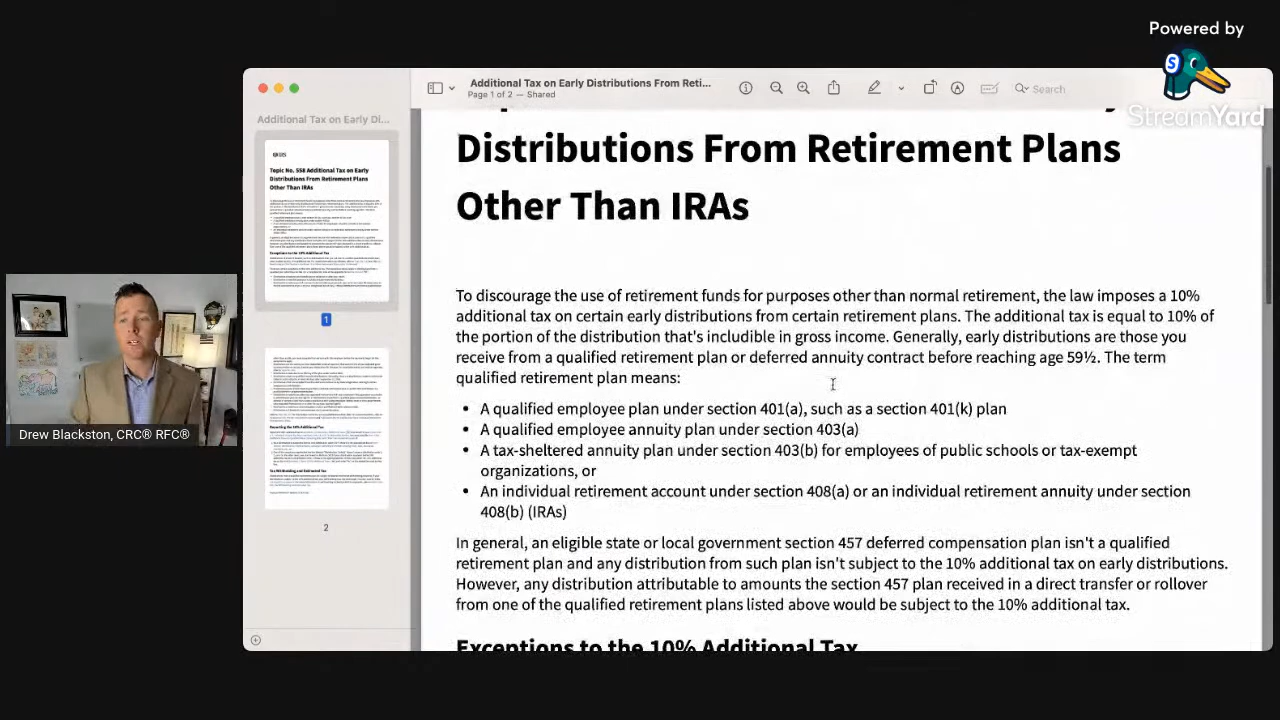 Powered by
StreamYard
Additional Tax on Early Distributions From Reti...
Page 1 of 2 — Shared
Search
Additional Tax on Early Di...
Topic No. 558 Additional Tax on Early
Distributions From Retirement Plans
Other Than IRAs
1
2
Distributions From Retirement Plans
Other Than IRAs
To discourage the use of retirement funds for purposes other than normal retirement, the law imposes a 10%
additional tax on certain early distributions from certain retirement plans. The additional tax is equal to 10% of
the portion of the distribution that's includible in gross income. Generally, early distributions are those you
receive from a qualified retirement plan or deferred annuity contract before reaching age 59½. The term
qualified retirement plan means:
• A qualified employee plan under section 401(a), such as a section 401(k) plan
• A qualified employee annuity plan under section 403(a)
• A tax-sheltered annuity plan under section 403(b) for employees of public schools or tax-exempt
organizations, or
• An individual retirement account under section 408(a) or an individual retirement annuity under section
408(b) (IRAs)
In general, an eligible state or local government section 457 deferred compensation plan isn't a qualified
retirement plan and any distribution from such plan isn't subject to the 10% additional tax on early distributions.
However, any distribution attributable to amounts the section 457 plan received in a direct transfer or rollover
from one of the qualified retirement plans listed above would be subject to the 10% additional tax.
Exceptions to the 10% Additional Tax
Drew Blackston, CRC® RFC®